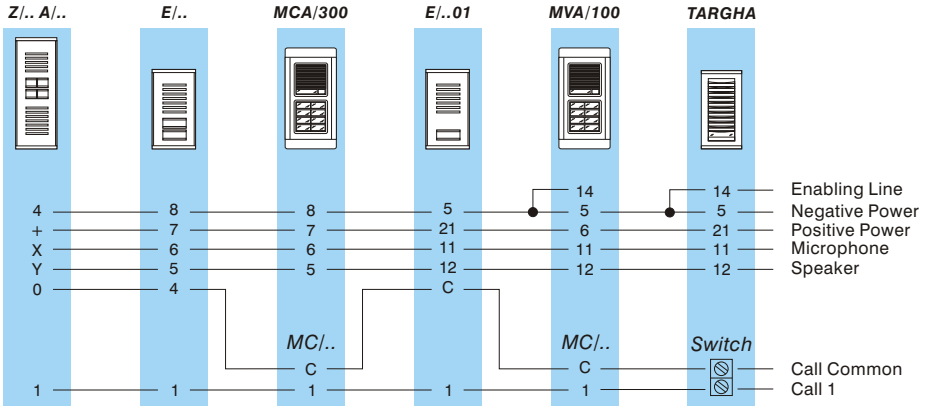 Z/.. A/.. E/.. MCA/300 E/..01 MVA/100 TARGHA
14 14 Enabling Line
4 8 8 5 5 5 Negative Power
+ 7 7 21 6 21 Positive Power
X 6 6 11 11 11 Microphone
Y 5 5 12 12 12 Speaker
0 4 C
MC/.. MC/.. Switch
C C Call Common
1 1 1 1 1 Call 1